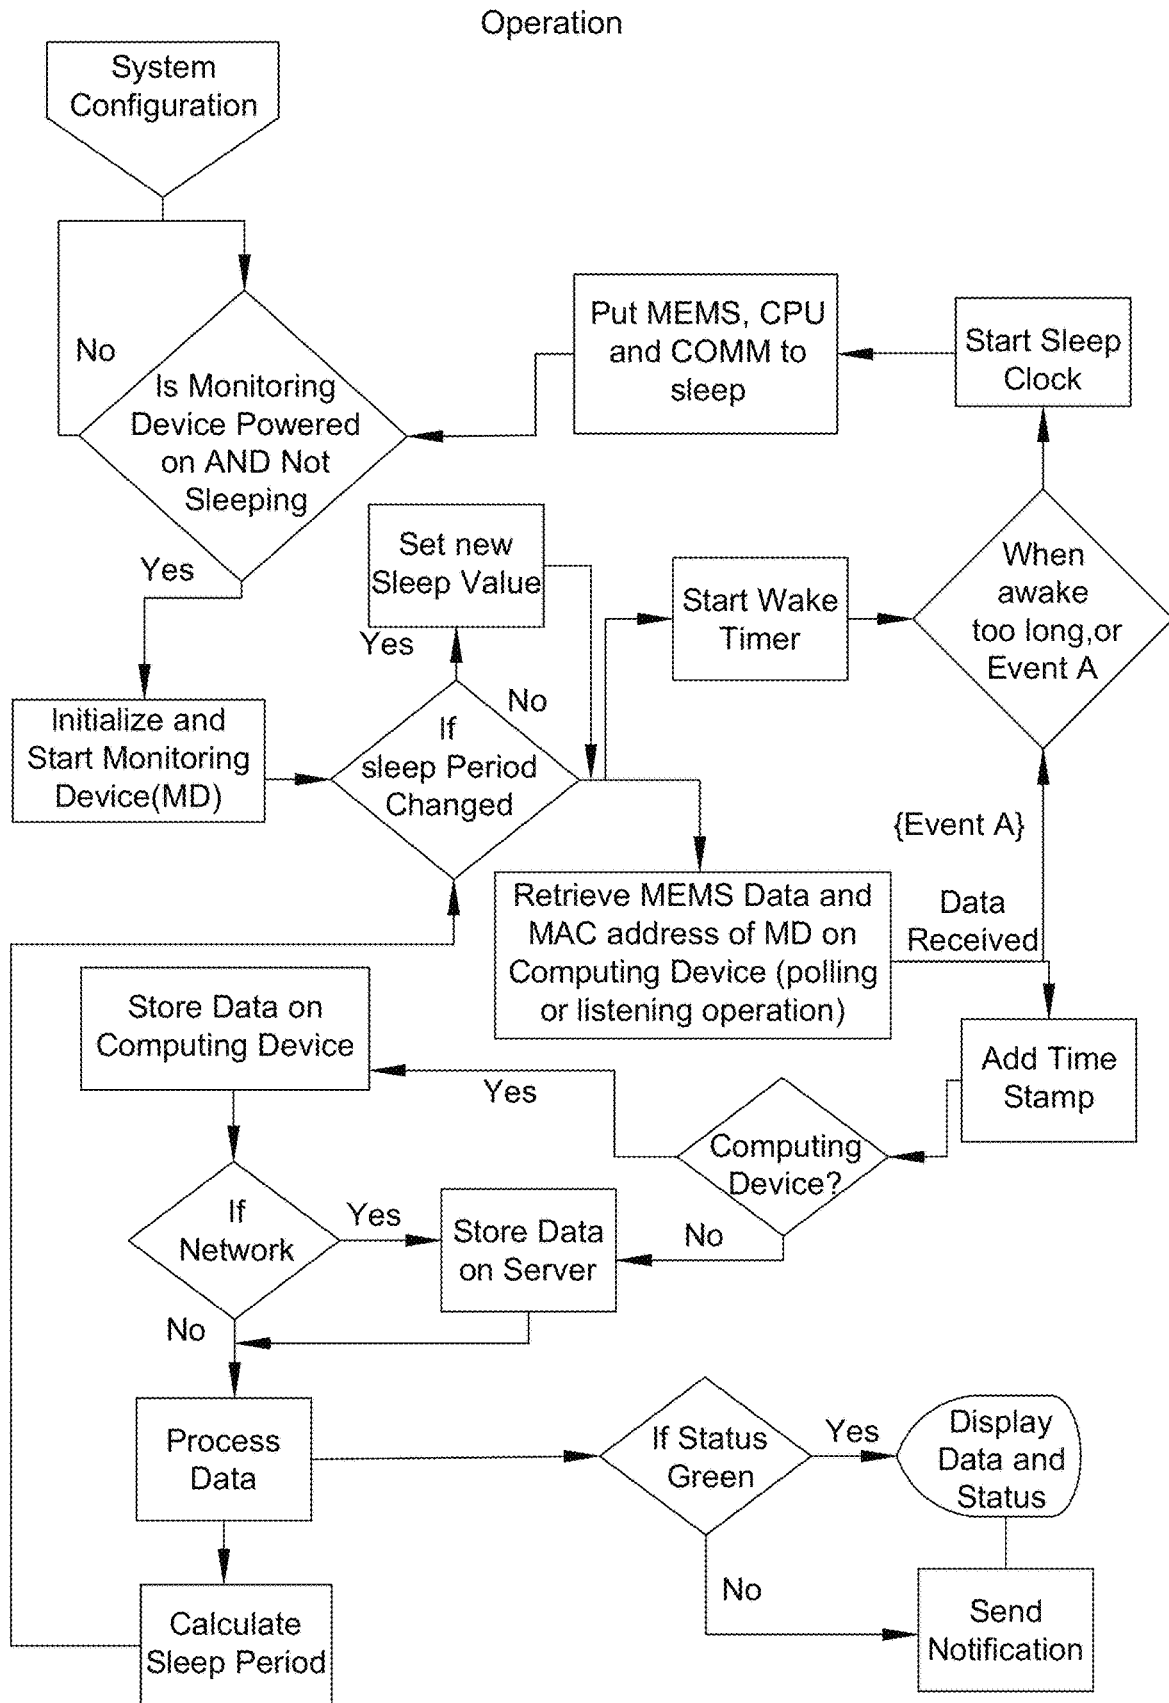 Operation
System
Configuration
No
Is Monitoring
Device Powered
on AND Not
Sleeping
Yes
Put MEMS, CPU
and COMM to
sleep
Start Sleep
Clock
Set new
Sleep Value
Yes
No
Start Wake
Timer
When
awake
too long,or
Event A
Initialize and
Start Monitoring
Device(MD)
If
sleep Period
Changed
{Event A}
Retrieve MEMS Data and
MAC address of MD on
Computing Device (polling
or listening operation)
Data
Received
Store Data on
Computing Device
Yes
Computing
Device?
Add Time
Stamp
If
Network
Yes
Store Data
on Server
No
No
Process
Data
If Status
Green
Yes
Display
Data and
Status
No
Calculate
Sleep Period
Send
Notification